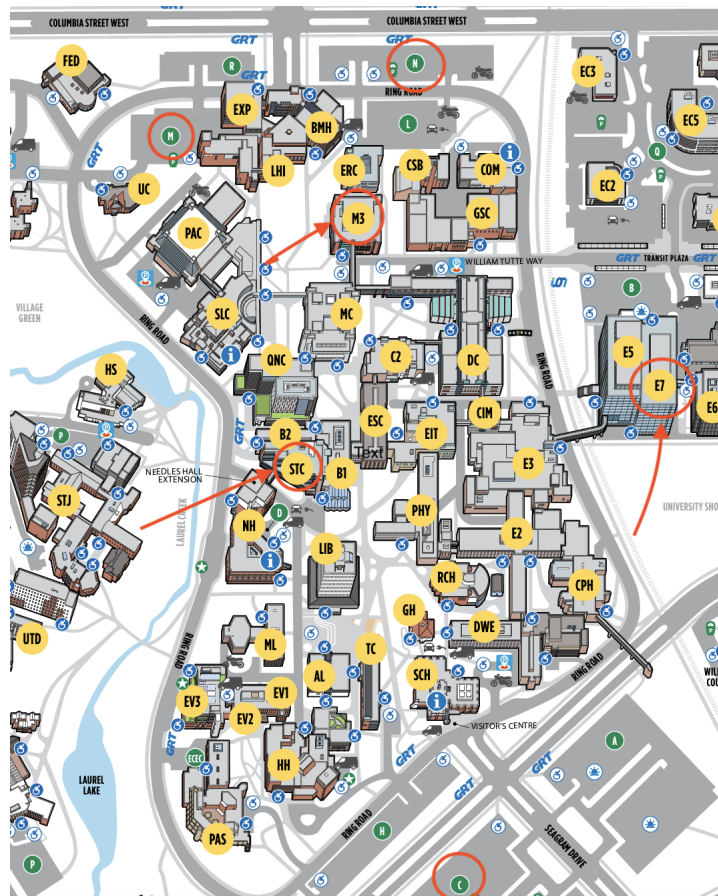 COLUMBIA STREET WEST
COLUMBIA STREET WEST
GRT
GRT
FED
R
GRT
N
P
EC3
EXP
RING ROAD
EC5
M
BMH
L
P
P
LHI
ERC
CSB
COM
i
Q
P
UC
M3
GSC
EC2
PAC
WILLIAM TUTTE WAY
GRT
TRANSIT PLAZA
GRT
P
B
VILLAGE
GREEN
SLC
MC
RING ROAD
i
C2
DC
RING ROAD
E5
QNC
HS
ESC
CIM
E7
E6
P
B2
EIT
Text
STC
B1
E3
NEEDLES HALL
EXTENSION
STJ
LAUREL CREEK
GRT
D
UNIVERSITY SHO
NH
PHY
E2
i
LIB
RCH
CPH
UTD
GH
DWE
ML
TC
RING ROAD
AL
SCH
P
RING ROAD
WIL
COU
EV3
EV1
EV2
i
VISITOR'S CENTRE
GRT
ECEC
HH
GRT
GRT
A
LAUREL
LAKE
PAS
RING ROAD
H
GRT
SEAGRAM DRIVE
P
C